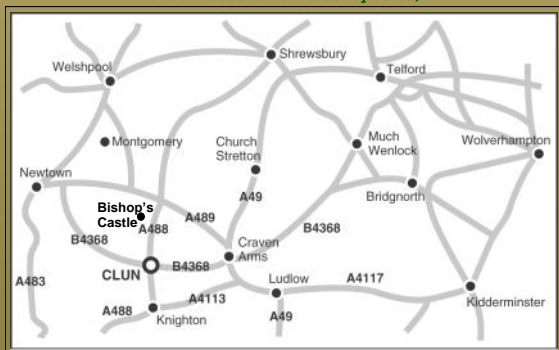 Shrewsbury
Welshpool
Telford
Montgomery
Church
Stretton
Much
Wenlock
Wolverhampton
Newtown
A49
Bridgnorth
Bishop's
Castle
A488
A489
B4368
B4368
Craven
Arms
CLUN
B4368
A483
Ludlow
A4117
A488
A4113
Knighton
A49
Kidderminster